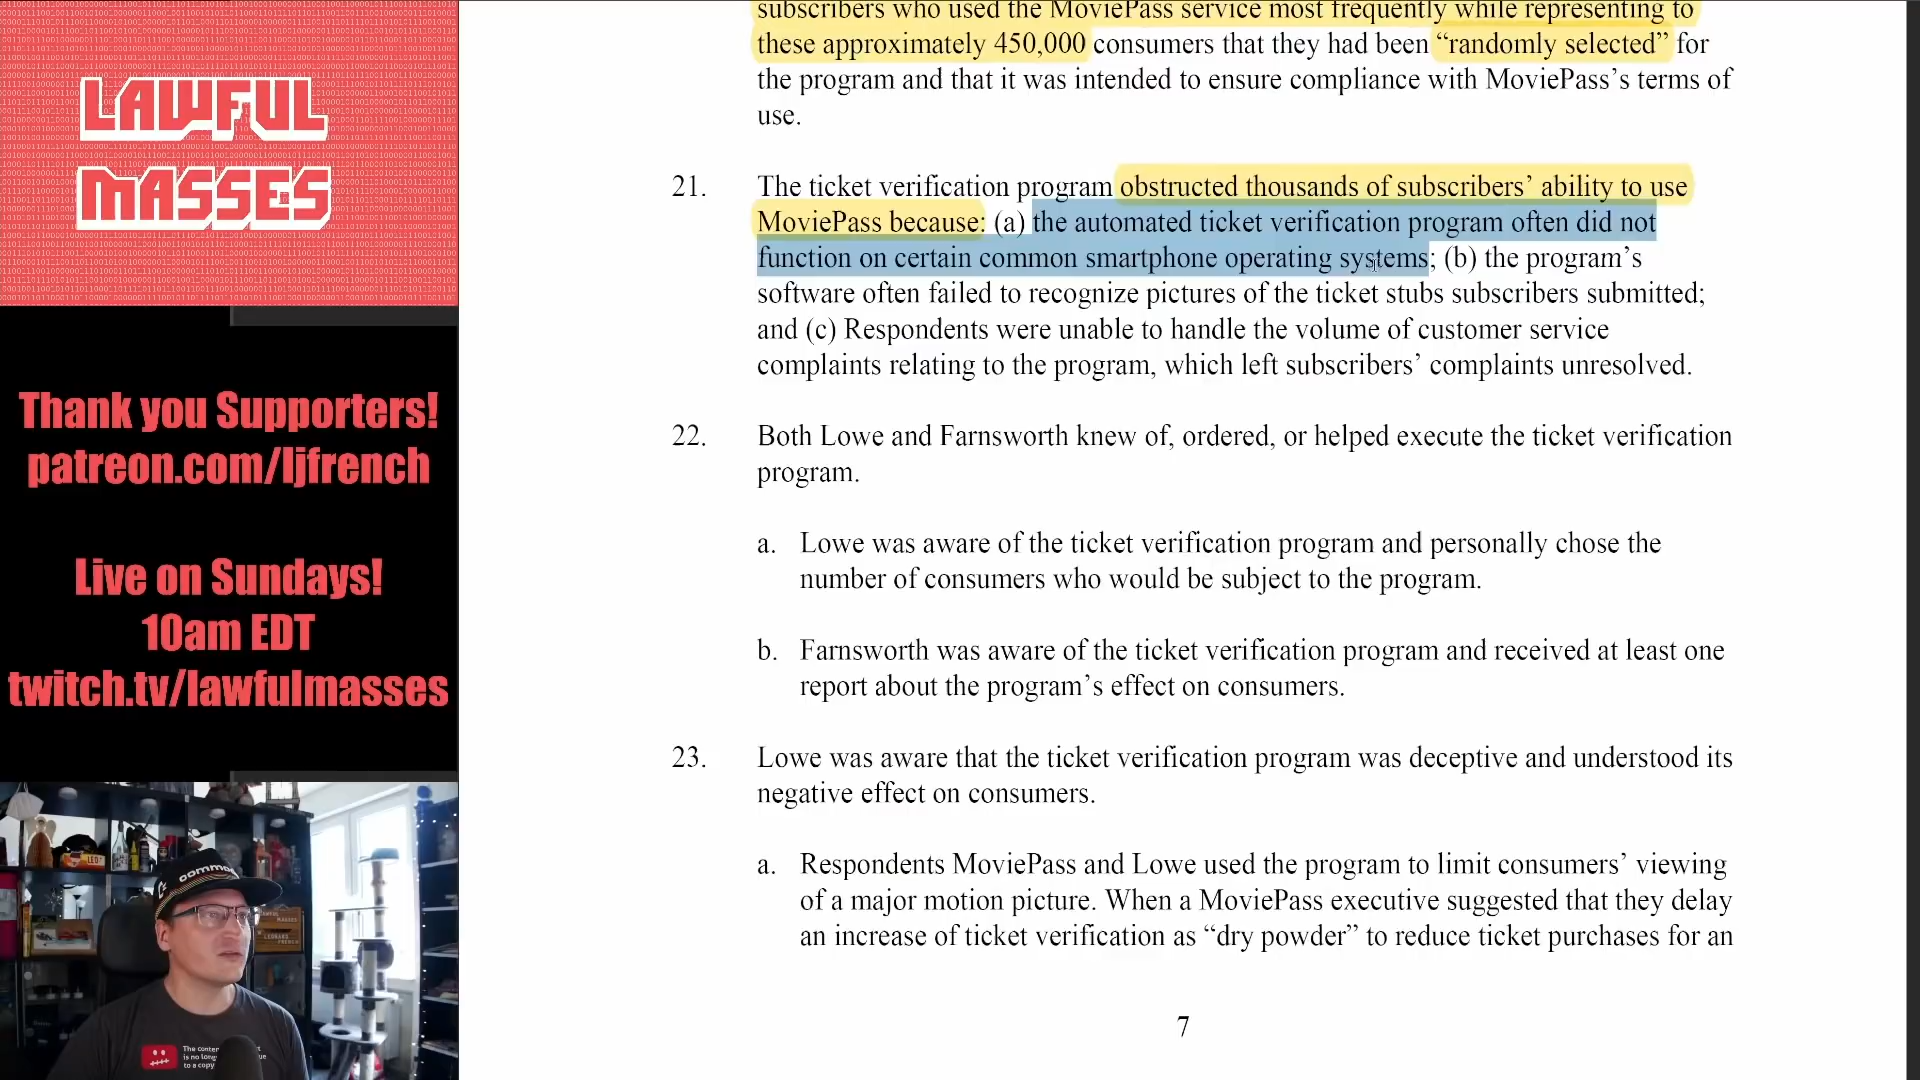 LAWFUL
MASSES
Thank you Supporters!
patreon.com/ljfrench
Live on Sundays!
10am EDT
twitch.tv/lawfulmasses
comm
LED
The conten
is no long
to a copy
subscribers who used the MoviePass service most frequently while representing to
these approximately 450,000 consumers that they had been “randomly selected” for
the program and that it was intended to ensure compliance with MoviePass’s terms of
use.
21. The ticket verification program obstructed thousands of subscribers’ ability to use
MoviePass because: (a) the automated ticket verification program often did not
function on certain common smartphone operating systems; (b) the program’s
software often failed to recognize pictures of the ticket stubs subscribers submitted;
and (c) Respondents were unable to handle the volume of customer service
complaints relating to the program, which left subscribers’ complaints unresolved.
22. Both Lowe and Farnsworth knew of, ordered, or helped execute the ticket verification
program.
a. Lowe was aware of the ticket verification program and personally chose the
number of consumers who would be subject to the program.
b. Farnsworth was aware of the ticket verification program and received at least one
report about the program’s effect on consumers.
23. Lowe was aware that the ticket verification program was deceptive and understood its
negative effect on consumers.
a. Respondents MoviePass and Lowe used the program to limit consumers’ viewing
of a major motion picture. When a MoviePass executive suggested that they delay
an increase of ticket verification as “dry powder” to reduce ticket purchases for an
7